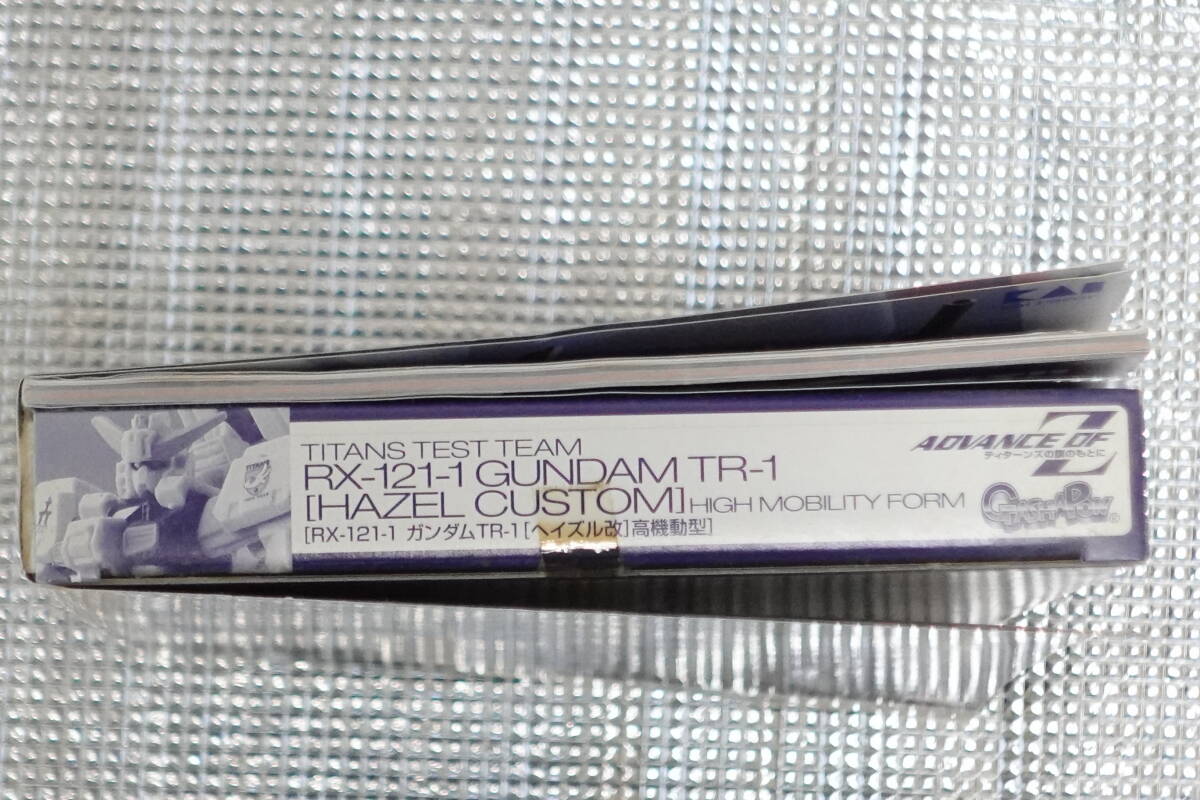 KAI
TITANS TEST TEAM
RX-121-1 GUNDAM TR-1
[HAZEL CUSTOM] HIGH MOBILITY FORM
[RX-121-1 ガンダムTR-1 [ヘイズル改] 高機動型]
ADVANCE OF Z
ティターンズの旗のもとに
TITANS